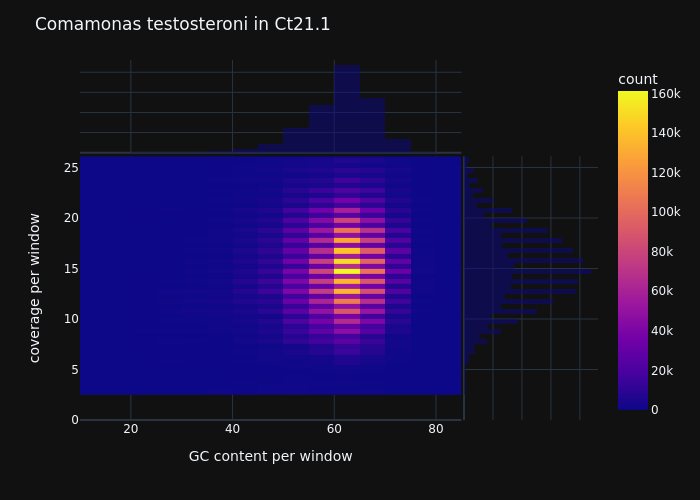 Comamonas testosteroni in Ct21.1
count
160k
140k
120k
100k
80k
60k
40k
20k
0
25
20
15
10
5
0
coverage per window
20
40
60
80
GC content per window